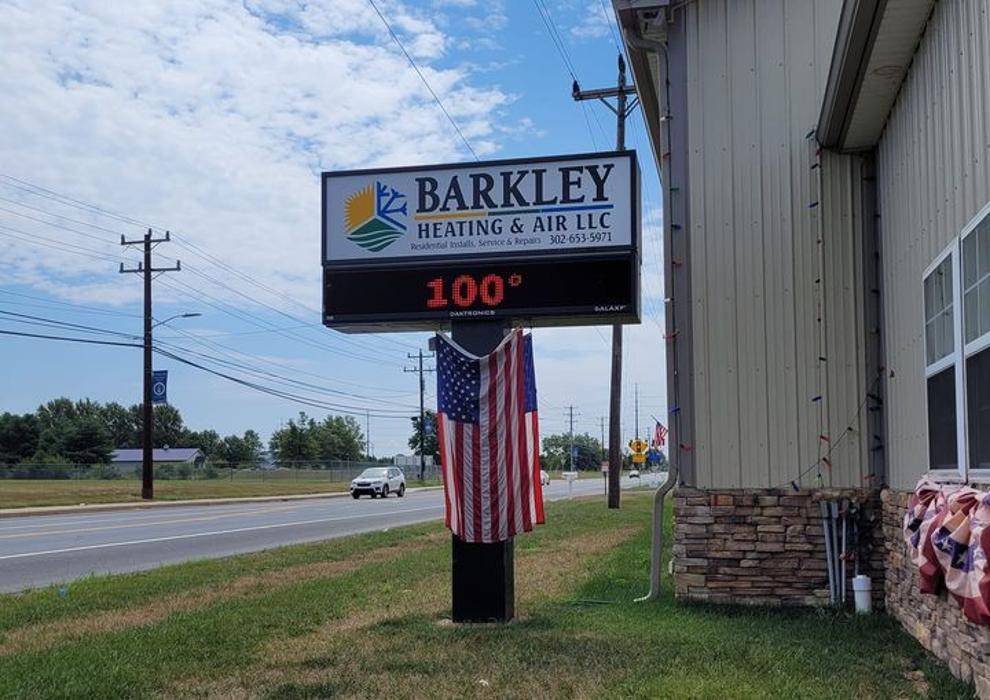 BARKLEY
HEATING & AIR LLC
Residential Installs, Service & Repairs 302-653-5971
100°
DAKTRONICS GALAXY